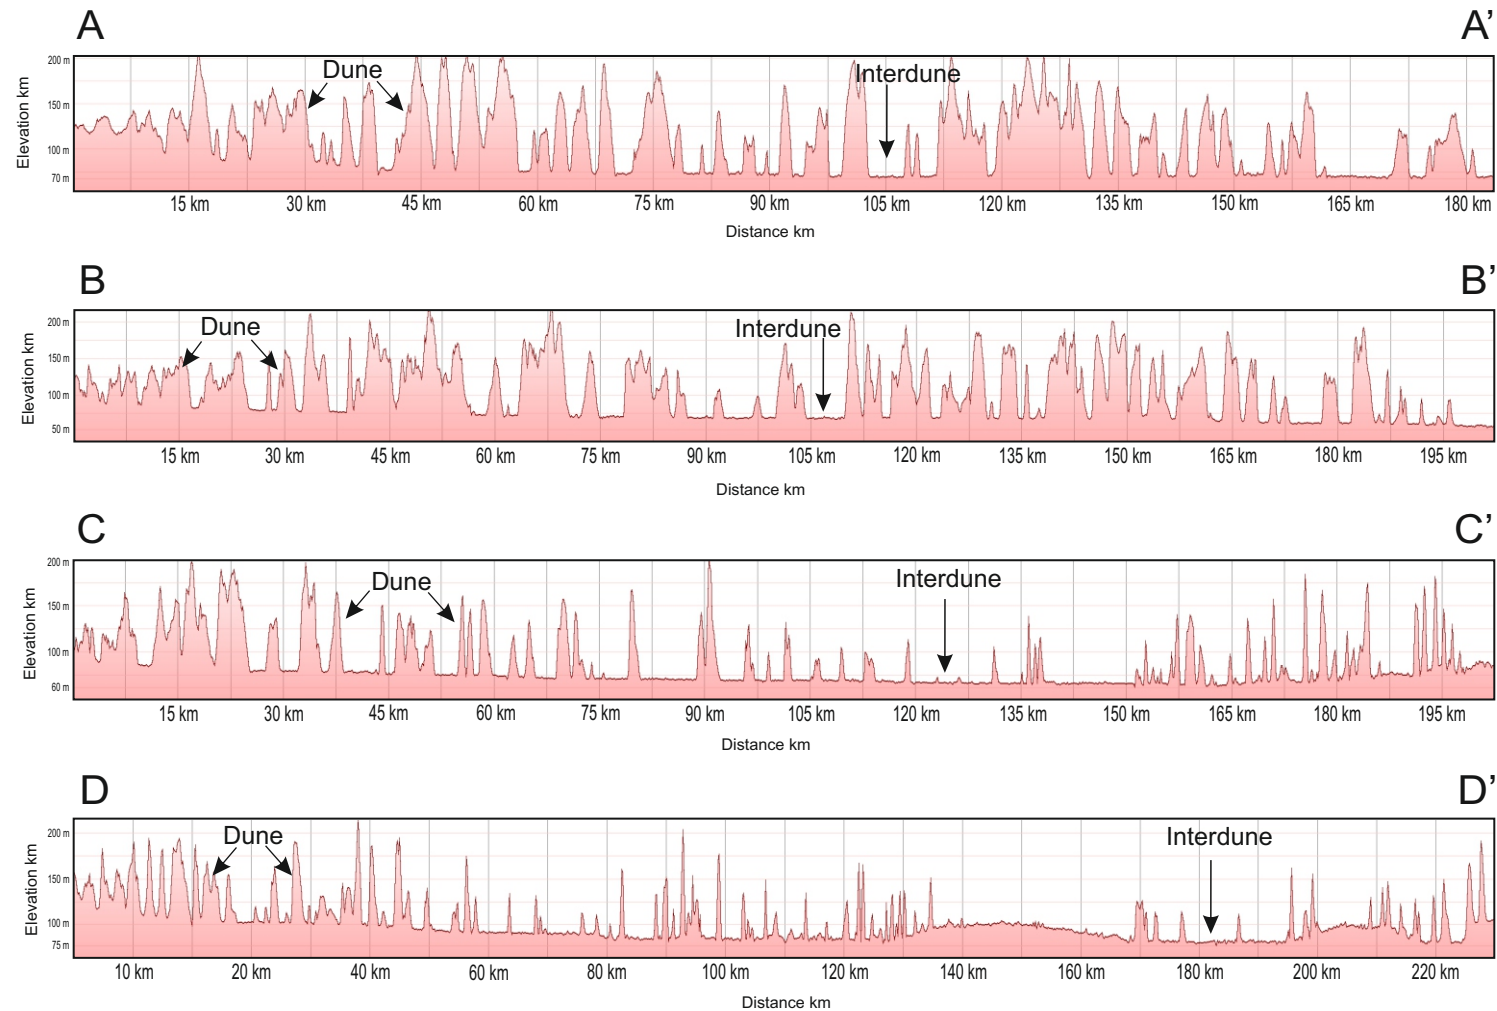 A A’
Elevation km
200 m
150 m
100 m
70 m
Dune Interdune
15 km 30 km 45 km 60 km 75 km 90 km 105 km 120 km 135 km 150 km 165 km 180 km
Distance km
B B’
Elevation km
200 m
150 m
100 m
50 m
Dune Interdune
15 km 30 km 45 km 60 km 75 km 90 km 105 km 120 km 135 km 150 km 165 km 180 km 195 km
Distance km
C C’
Elevation km
200 m
150 m
100 m
60 m
Dune Interdune
15 km 30 km 45 km 60 km 75 km 90 km 105 km 120 km 135 km 150 km 165 km 180 km 195 km
Distance km
D D’
Elevation km
200 m
150 m
100 m
75 m
Dune Interdune
10 km 20 km 40 km 60 km 80 km 100 km 120 km 140 km 160 km 180 km 200 km 220 km
Distance km